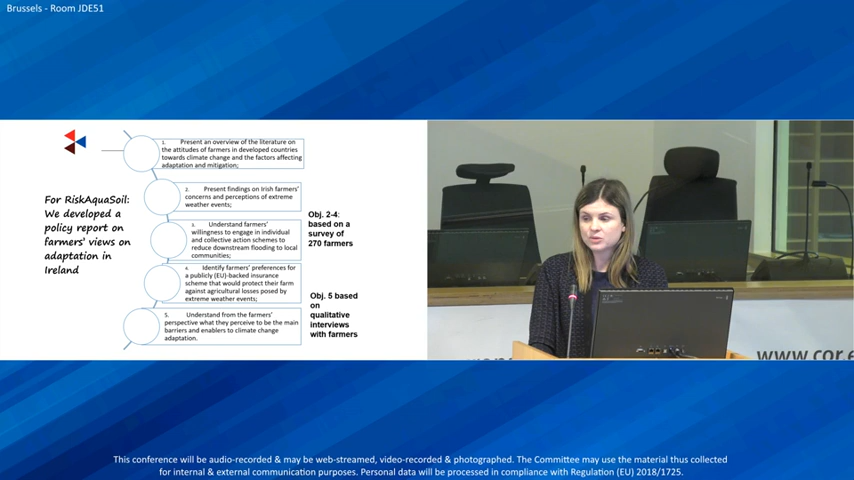 Brussels - Room JDE51
For RiskAquaSoil:
We developed a
policy report on
farmers' views on
adaptation in
Ireland
1. Present an overview of the literature on
the attitudes of farmers in developed countries
towards climate change and the factors affecting
adaptation and mitigation;
2. Present findings on Irish farmers'
concerns and perceptions of extreme
weather events;
3. Understand farmers'
willingness to engage in individual
and collective action schemes to
reduce downstream flooding to local
communities;
4. Identify farmers' preferences for
a publicly (EU)-backed insurance
scheme that would protect their farm
against agricultural losses posed by
extreme weather events;
5. Understand from the farmers'
perspective what they perceive to be the main
barriers and enablers to climate change
adaptation.
Obj. 2-4:
based on a
survey of
270 farmers
Obj. 5 based
on
qualitative
interviews
with farmers
www.cor.e
This conference will be audio-recorded & may be web-streamed, video-recorded & photographed. The Committee may use the material thus collected
for internal & external communication purposes. Personal data will be processed in compliance with Regulation (EU) 2018/1725.